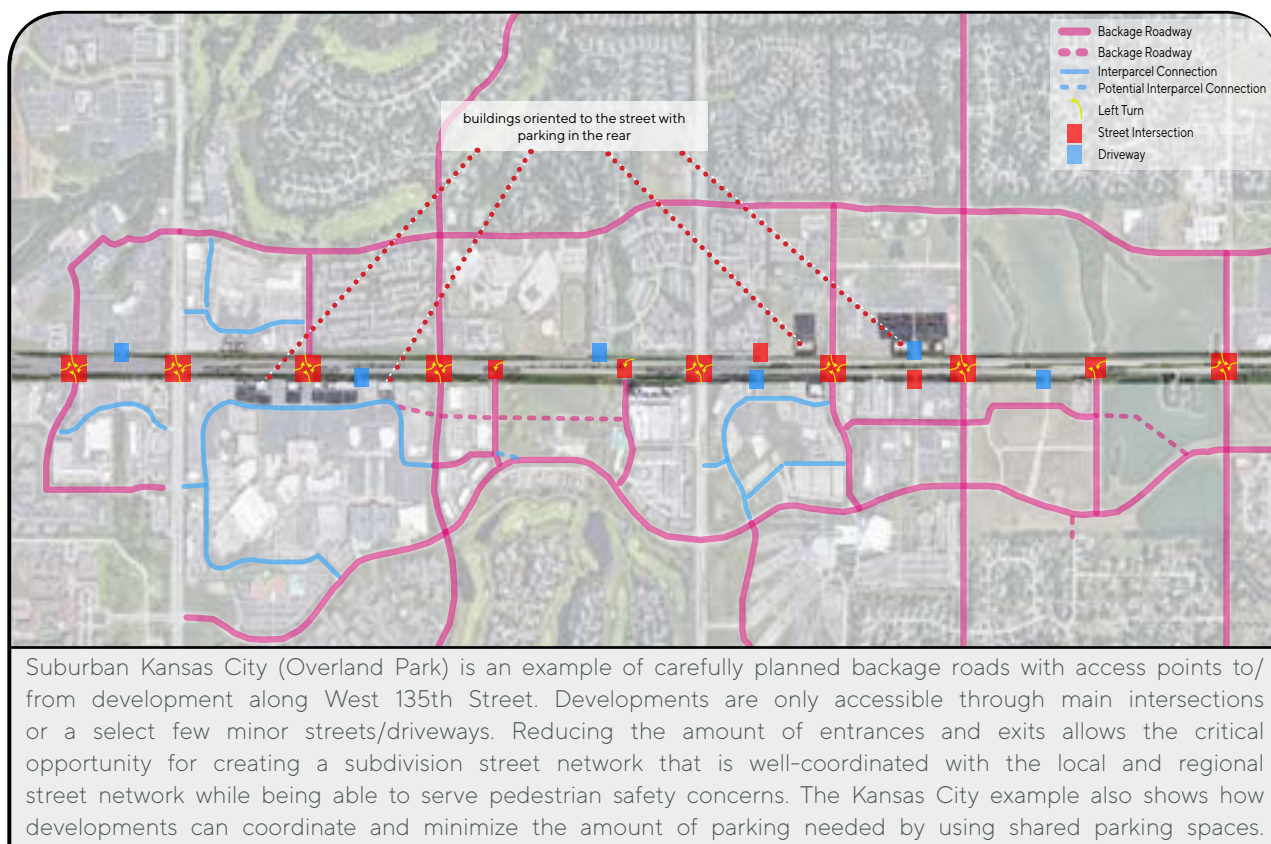 Backage Roadway
Backage Roadway
Interparcel Connection
Potential Interparcel Connection
Left Turn
Street Intersection
Driveway
buildings oriented to the street with
parking in the rear
Suburban Kansas City (Overland Park) is an example of carefully planned backage roads with access points to/
from development along West 135th Street. Developments are only accessible through main intersections
or a select few minor streets/driveways. Reducing the amount of entrances and exits allows the critical
opportunity for creating a subdivision street network that is well-coordinated with the local and regional
street network while being able to serve pedestrian safety concerns. The Kansas City example also shows how
developments can coordinate and minimize the amount of parking needed by using shared parking spaces.